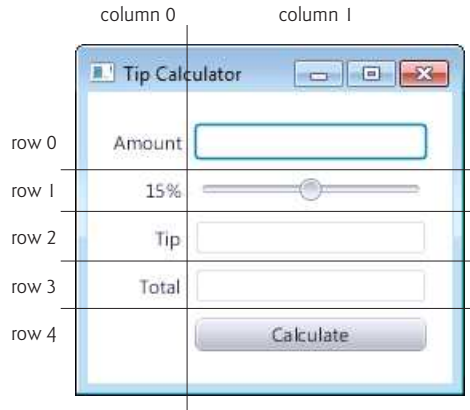 column 0 column 1
Tip Calculator
row 0 Amount
row 1 15%
row 2 Tip
row 3 Total
row 4 Calculate